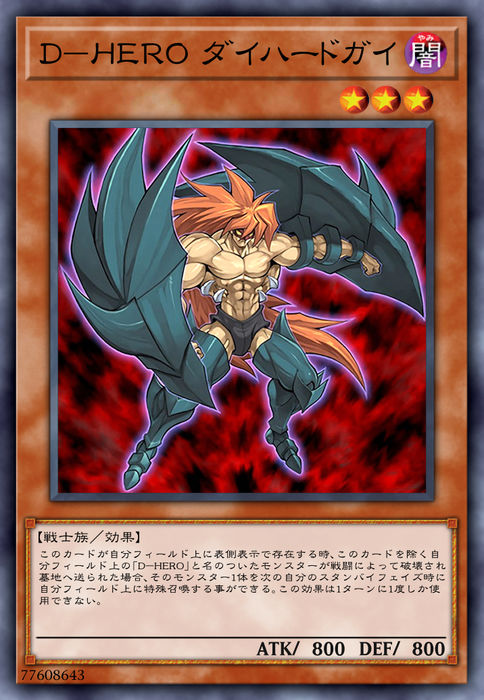 D-HERO ダイハードガイ
やみ
闇
【戦士族／効果】
このカードが自分フィールド上に表側表示で存在する時、このカードを除く自
分フィールド上の「D-HERO」と名のついたモンスターが戦闘によって破壊され
墓地へ送られた場合、そのモンスター1体を次の自分のスタンバイフェイズ時に
自分フィールド上に特殊召喚する事ができる。この効果は1ターンに1度しか使
用できない。
ATK/ 800 DEF/ 800
77608643